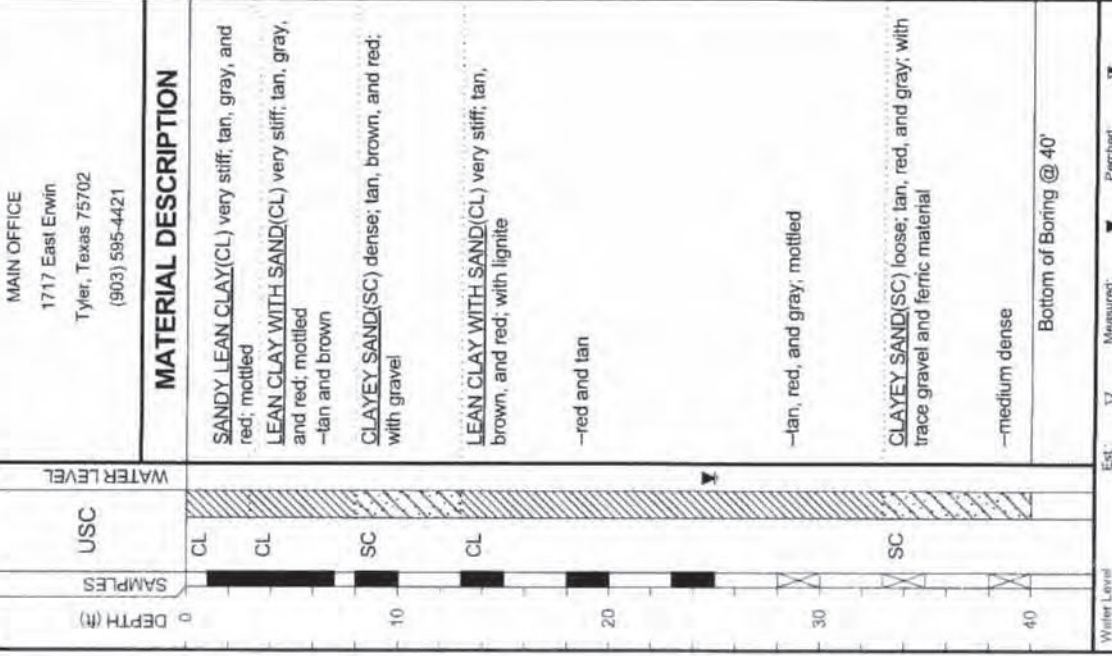 MAIN OFFICE
1717 East Erwin
Tyler, Texas 75702
(903) 595-4421
DEPTH (ft)
SAMPLES
USC
WATER LEVEL
MATERIAL DESCRIPTION
0
CL
SANDY LEAN CLAY(CL) very stiff; tan, gray, and
red; mottled
CL
LEAN CLAY WITH SAND(CL) very stiff; tan, gray,
and red; mottled
--tan and brown
SC
CLAYEY SAND(SC) dense; tan, brown, and red;
with gravel
10
CL
LEAN CLAY WITH SAND(CL) very stiff; tan,
brown, and red; with lignite
--red and tan
20
--tan, red, and gray; mottled
30
SC
CLAYEY SAND(SC) loose; tan, red, and gray; with
trace gravel and ferric material
--medium dense
40
Bottom of Boring @ 40'
Water Level Est.: Measured: Perched: